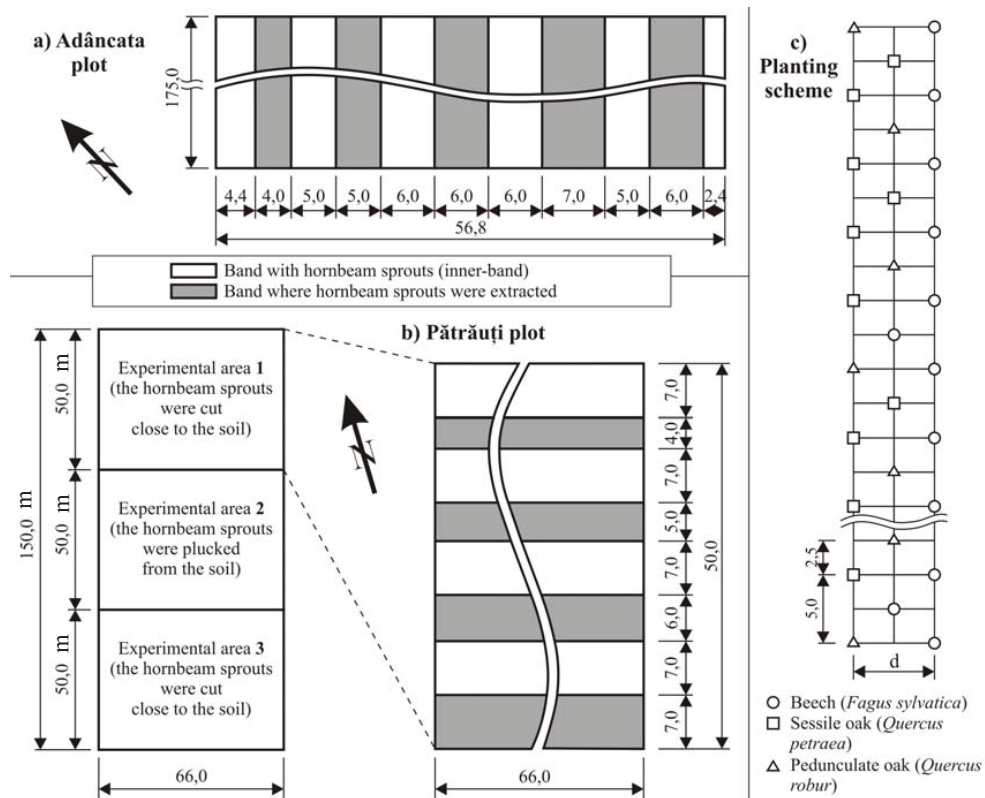 a) Adâncata
plot
175,0
N
4,4
4,0
5,0
5,0
6,0
6,0
6,0
7,0
5,0
6,0
2,4
56,8
Band with hornbeam sprouts (inner-band)
Band where hornbeam sprouts were extracted
b) Pătrăuți plot
150,0 m
50,0 m
50,0 m
50,0 m
Experimental area 1
(the hornbeam sprouts
were cut
close to the soil)
Experimental area 2
(the hornbeam sprouts
were plucked
from the soil)
Experimental area 3
(the hornbeam sprouts
were cut
close to the soil)
66,0
N
7,0
4,0
7,0
5,0
7,0
6,0
7,0
7,0
50,0
66,0
c)
Planting
scheme
2,5
5,0
d
Beech (Fagus sylvatica)
Sessile oak (Quercus
petraea)
Pedunculate oak (Quercus
robur)